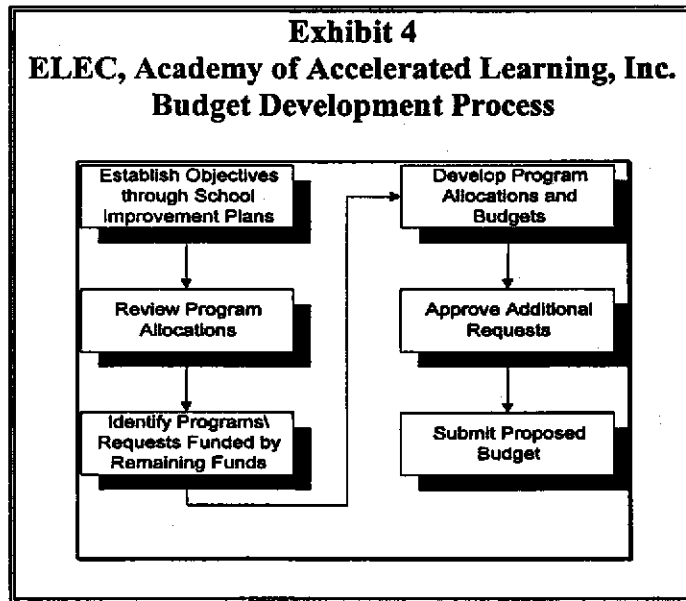 Exhibit 4
ELEC, Academy of Accelerated Learning, Inc.
Budget Development Process
Establish Objectives
through School
Improvement Plans
Review Program
Allocations
Identify Programs\
Requests Funded by
Remaining Funds
Develop Program
Allocations and
Budgets
Approve Additional
Requests
Submit Proposed
Budget